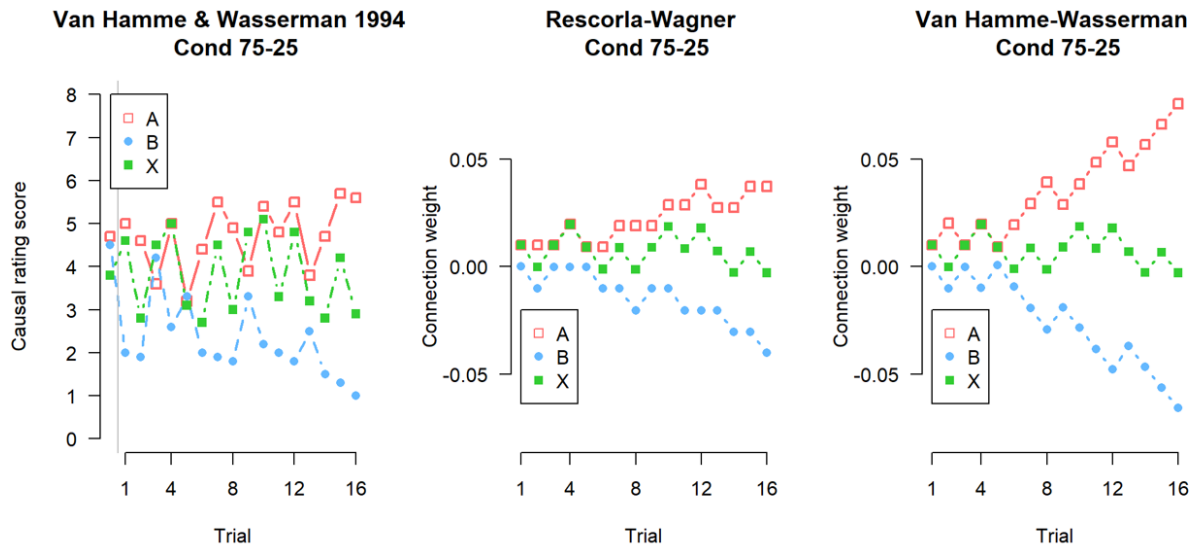 Van Hamme & Wasserman 1994
Cond 75-25
Causal rating score
8
7
6
5
4
3
2
1
0
A
B
X
1
4
8
12
16
Trial
Rescorla-Wagner
Cond 75-25
Connection weight
0.05
0.00
-0.05
A
B
X
1
4
8
12
16
Trial
Van Hamme-Wasserman
Cond 75-25
Connection weight
0.05
0.00
-0.05
A
B
X
1
4
8
12
16
Trial